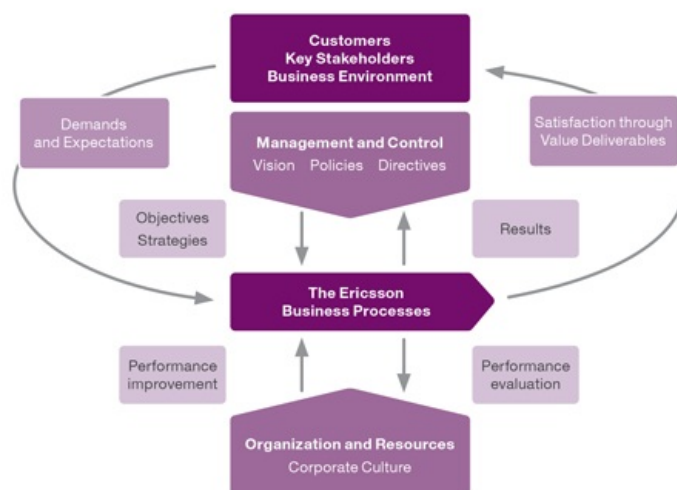 Customers
Key Stakeholders
Business Environment
Demands
and Expectations
Satisfaction through
Value Deliverables
Management and Control
Vision Policies Directives
Objectives
Strategies
Results
The Ericsson
Business Processes
Performance
improvement
Performance
evaluation
Organization and Resources
Corporate Culture